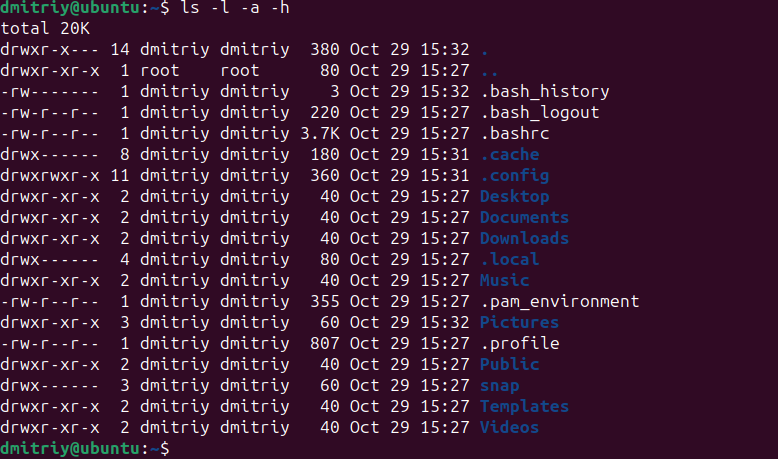 dmitriy@ubuntu:~$ ls -l -a -h
total 20K
drwxr-x--- 14 dmitriy dmitriy  380 Oct 29 15:32 .
drwxr-xr-x  1 root    root      80 Oct 29 15:27 ..
-rw-------  1 dmitriy dmitriy    3 Oct 29 15:32 .bash_history
-rw-r--r--  1 dmitriy dmitriy  220 Oct 29 15:27 .bash_logout
-rw-r--r--  1 dmitriy dmitriy 3.7K Oct 29 15:27 .bashrc
drwx------  8 dmitriy dmitriy  180 Oct 29 15:31 .cache
drwxrwxr-x 11 dmitriy dmitriy  360 Oct 29 15:31 .config
drwxr-xr-x  2 dmitriy dmitriy   40 Oct 29 15:27 Desktop
drwxr-xr-x  2 dmitriy dmitriy   40 Oct 29 15:27 Documents
drwxr-xr-x  2 dmitriy dmitriy   40 Oct 29 15:27 Downloads
drwx------  4 dmitriy dmitriy   80 Oct 29 15:27 .local
drwxr-xr-x  2 dmitriy dmitriy   40 Oct 29 15:27 Music
-rw-r--r--  1 dmitriy dmitriy  355 Oct 29 15:27 .pam_environment
drwxr-xr-x  3 dmitriy dmitriy   60 Oct 29 15:32 Pictures
-rw-r--r--  1 dmitriy dmitriy  807 Oct 29 15:27 .profile
drwxr-xr-x  2 dmitriy dmitriy   40 Oct 29 15:27 Public
drwx------  3 dmitriy dmitriy   60 Oct 29 15:27 snap
drwxr-xr-x  2 dmitriy dmitriy   40 Oct 29 15:27 Templates
drwxr-xr-x  2 dmitriy dmitriy   40 Oct 29 15:27 Videos
dmitriy@ubuntu:~$